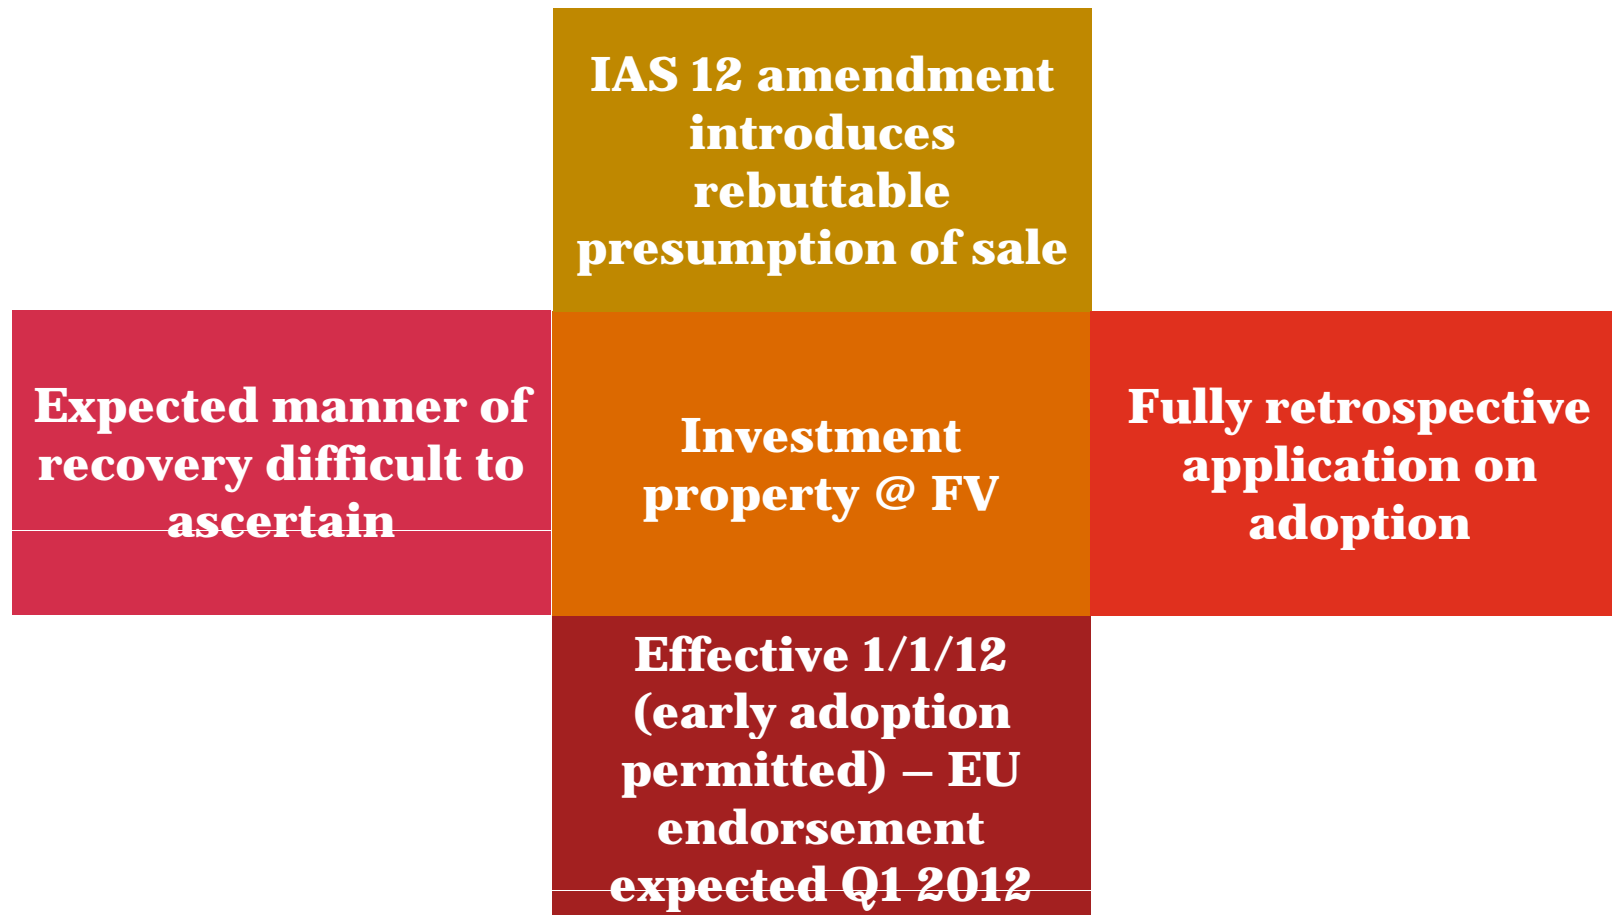 IAS 12 amendment
introduces
rebuttable
presumption of sale
Expected manner of
recovery difficult to
ascertain
Investment
property @ FV
Fully retrospective
application on
adoption
Effective 1/1/12
(early adoption
permitted) – EU
endorsement
expected Q1 2012